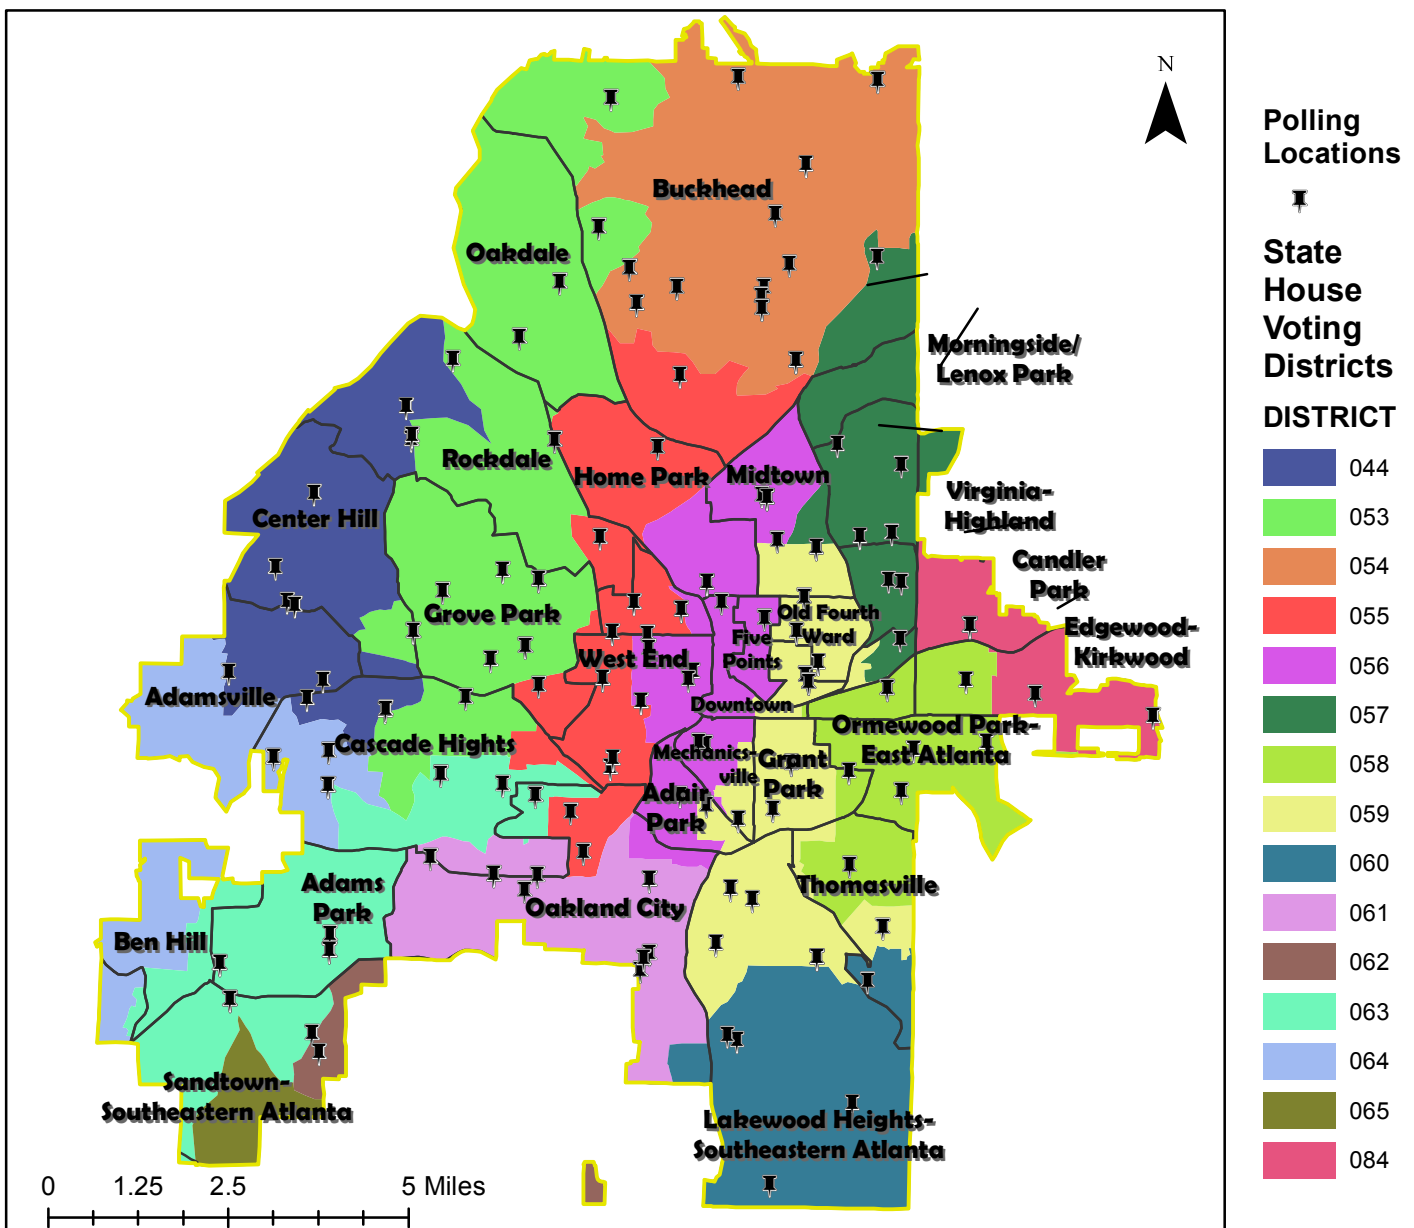 N
Buckhead
Oakdale
Morningside/
Lenox Park
Rockdale
Home Park
Midtown
Virginia-
Highland
Center Hill
Candler
Park
Grove Park
Old Fourth
Ward
Five
Points
Edgewood-
Kirkwood
West End
Adamsville
Downtown
Cascade Hights
Mechanics-
ville
Grant
Park
Ormewood Park-
East Atlanta
Adair
Park
Adams
Park
Thomasville
Oakland City
Ben Hill
Sandtown-
Southeastern Atlanta
Lakewood Heights-
Southeastern Atlanta
0 1.25 2.5 5 Miles
Polling
Locations
State
House
Voting
Districts
DISTRICT
044
053
054
055
056
057
058
059
060
061
062
063
064
065
084